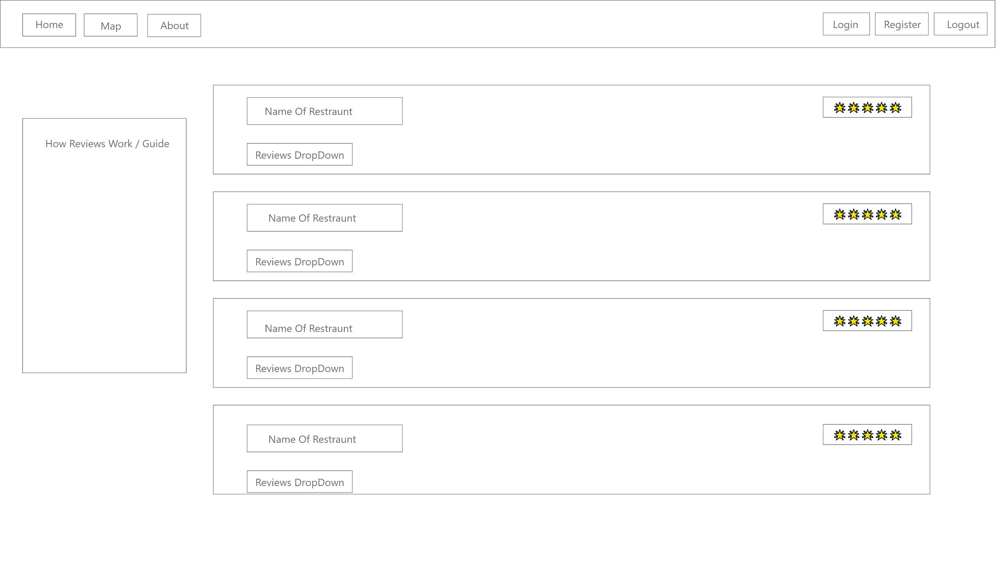 Home Map About Login Register Logout
How Reviews Work / Guide
Name Of Restraunt
Reviews DropDown
Name Of Restraunt
Reviews DropDown
Name Of Restraunt
Reviews DropDown
Name Of Restraunt
Reviews DropDown